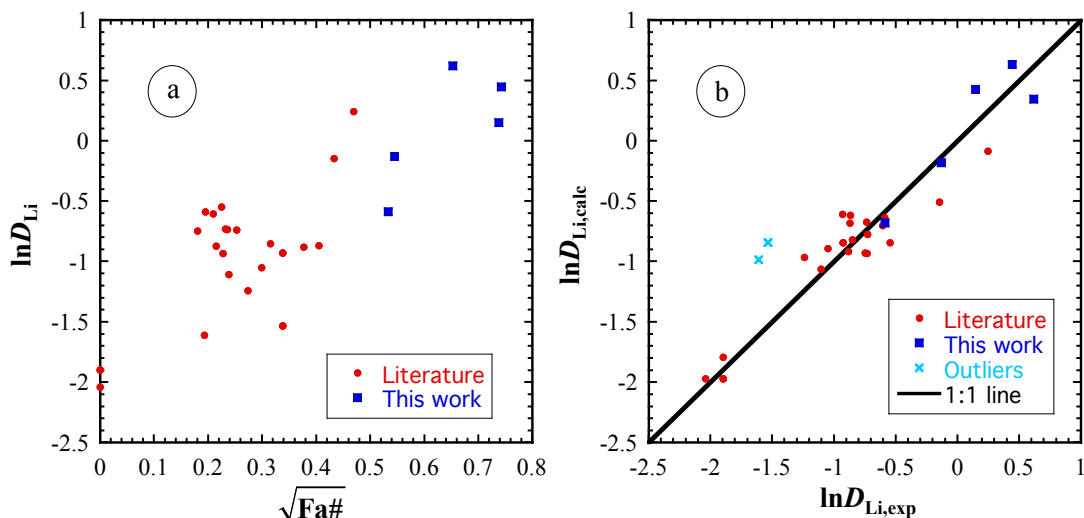 a
1
0.5
0
-0.5
-1
-1.5
-2
-2.5
lnD_Li
0 0.1 0.2 0.3 0.4 0.5 0.6 0.7 0.8
√Fa#
Literature
This work
b
1
0.5
0
-0.5
-1
-1.5
-2
-2.5
lnD_Li,calc
-2.5 -2 -1.5 -1 -0.5 0 0.5 1
lnD_Li,exp
Literature
This work
Outliers
1:1 line